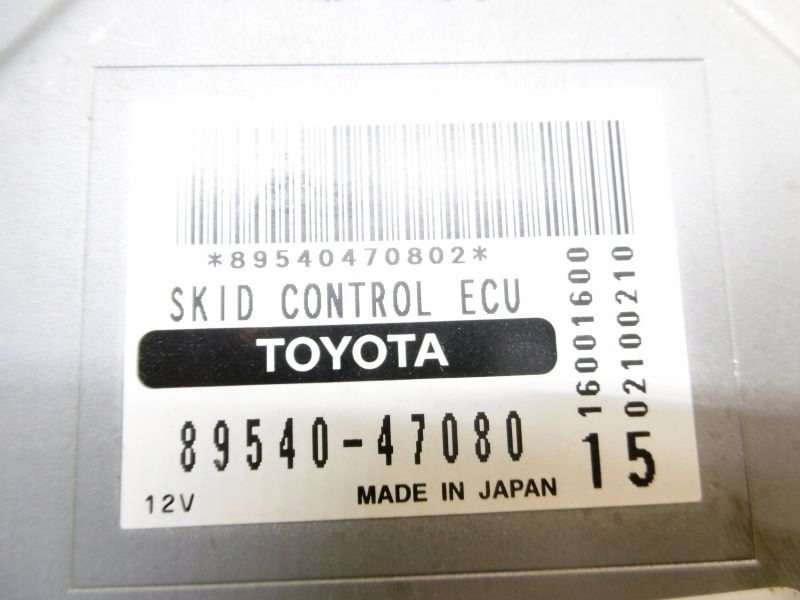 *89540470802*
SKID CONTROL ECU
TOYOTA
89540-47080
12V
MADE IN JAPAN
16001600
02100210
15